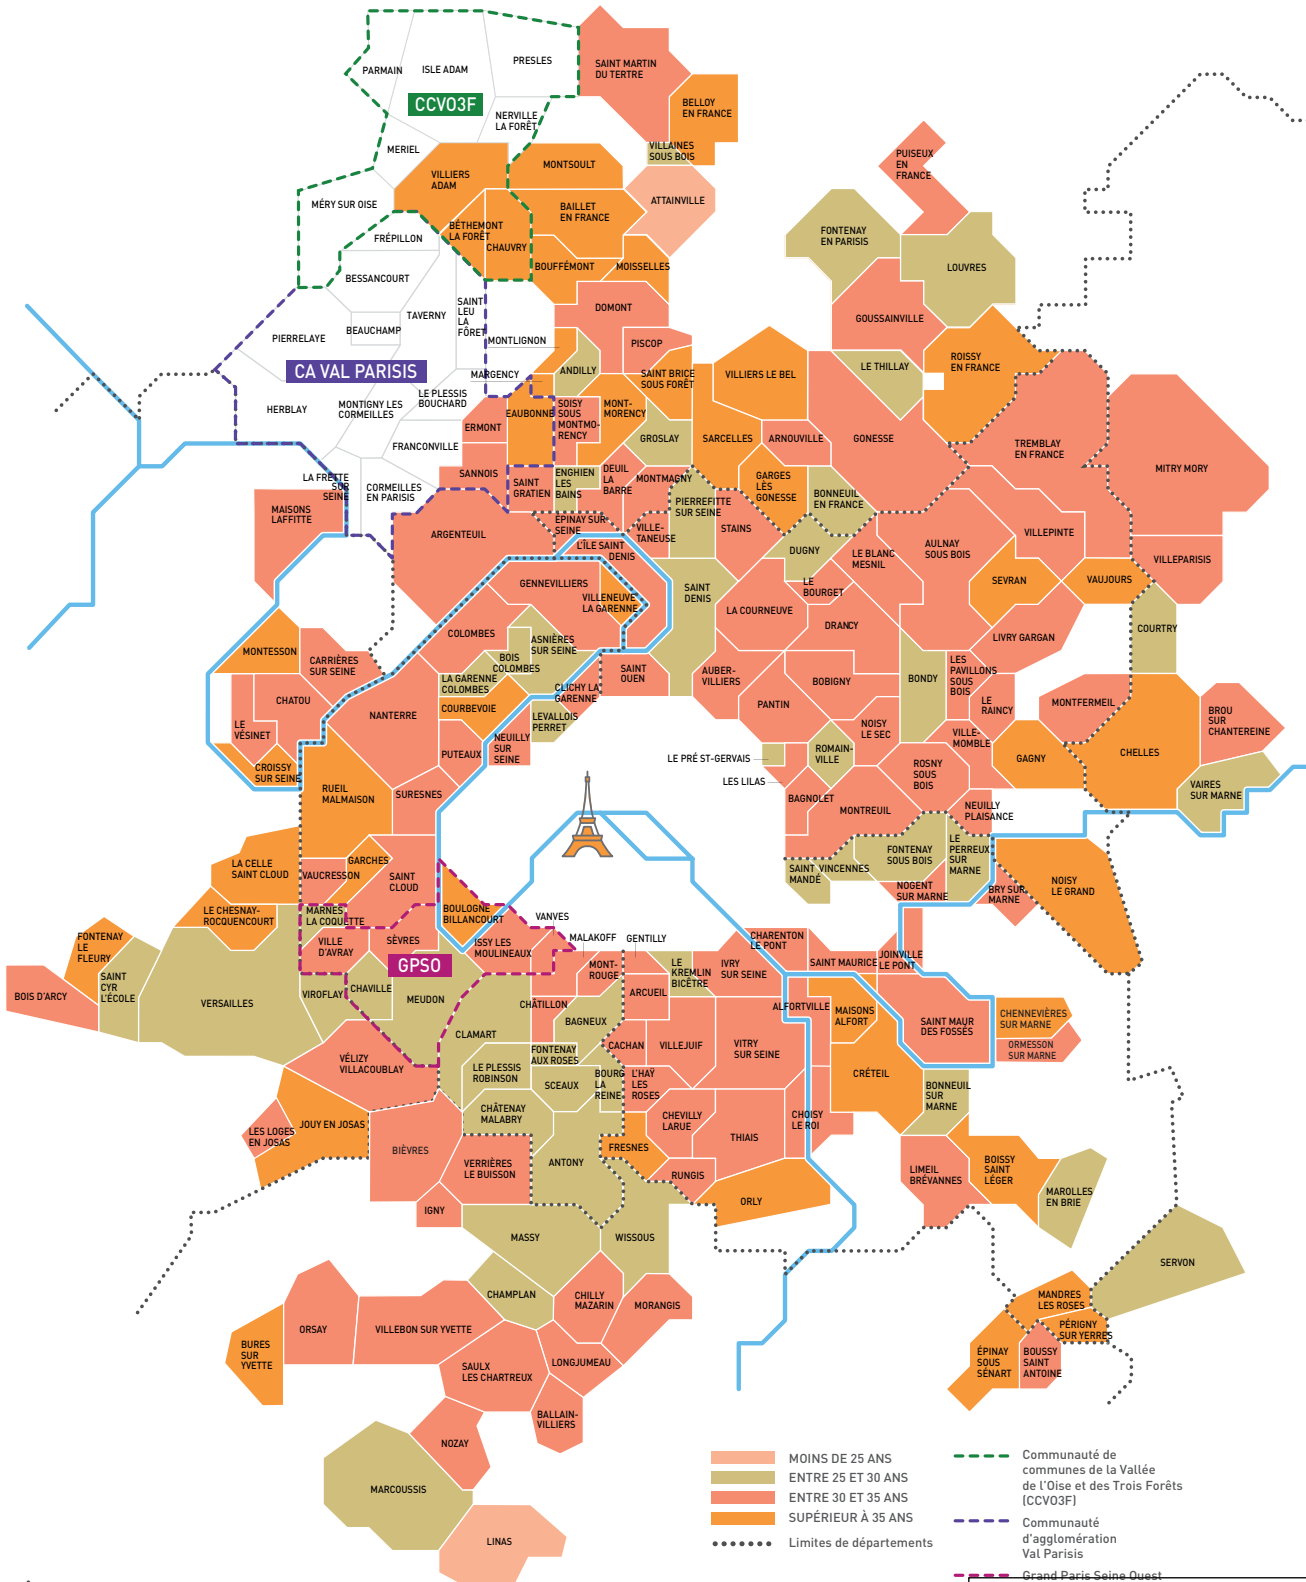 PRESLES
PARMAIN
ISLE ADAM
SAINT MARTIN
DU TERTRE
CCVO3F
BELLOY
EN FRANCE
NERVILLE
LA FORÊT
MERIEL
VILLAINES
SOUS BOIS
MONTSOULT
VILLIERS
ADAM
PUISEUX
EN
FRANCE
ATTAINVILLE
MÉRY SUR OISE
BAILLET
EN FRANCE
FRÉPILLON
BÉTHEMONT
LA FORÊT
CHAUVRY
FONTENAY
EN PARISIS
BOUFFÉMONT
MOISSELLES
LOUVRES
BESSANCOURT
TAVERNY
SAINT
LEU
LA
FÔRET
DOMONT
GOUSSAINVILLE
BEAUCHAMP
PIERRELAYE
MONTLIGNON
PISCOP
CA VAL PARISIS
MARGENCY
ANDILLY
SAINT BRICE
SOUS FORÊT
VILLIERS LE BEL
LE THILLAY
ROISSY
EN FRANCE
HERBLAY
MONTIGNY LES
CORMEILLES
LE PLESSIS
BOUCHARD
EAUBONNE
SOISY
SOUS
MONTMO-
RENCY
MONT-
MORENCY
ERMONT
GROSLAY
SARCELLES
ARNOUVILLE
GONESSE
TREMBLAY
EN FRANCE
FRANCONVILLE
MITRY MORY
LA FRETTE
SUR
SEINE
CORMEILLES
EN PARISIS
SANNOIS
SAINT
GRATIEN
ENGHIEN
LES
BAINS
DEUIL
LA
BARRE
MONTMAGNY
GARGES
LÈS
GONESSE
BONNEUIL
EN FRANCE
MAISONS
LAFFITTE
PIERREFITTE
SUR SEINE
ARGENTEUIL
ÉPINAY SUR
SEINE
VILLE-
TANEUSE
STAINS
L'ÎLE SAINT
DENIS
DUGNY
LE BLANC
MESNIL
AULNAY
SOUS BOIS
VILLEPINTE
VILLEPARISIS
GENNEVILLIERS
VILLENEUVE
LA GARENNE
SAINT
DENIS
LE
BOURGET
SEVRAN
VAUJOURS
LA COURNEUVE
COLOMBES
DRANCY
COURTRY
LIVRY GARGAN
ASNIÈRES
SUR SEINE
MONTESSON
CARRIÈRES
SUR SEINE
BOIS
COLOMBES
LA GARENNE
COLOMBES
SAINT
OUEN
AUBER-
VILLIERS
BOBIGNY
BONDY
LES
PAVILLONS
SOUS
BOIS
CHATOU
CLICHY LA
GARENNE
LE
RAINCY
MONTFERMEIL
COURBEVOIE
PANTIN
NANTERRE
LEVALLOIS
PERRET
NOISY
LE SEC
BROU
SUR
CHANTEREINE
LE
VÉSINET
PUTEAUX
NEUILLY
SUR
SEINE
VILLE-
MOMBLE
ROMAIN-
VILLE
CHELLES
LE PRÉ ST-GERVAIS
GAGNY
CROISSY
SUR SEINE
ROSNY
SOUS
BOIS
LES LILAS
VAIRES
SUR MARNE
RUEIL
MALMAISON
SURESNES
BAGNOLET
MONTREUIL
NEUILLY
PLAISANCE
LA CELLE
SAINT CLOUD
GARCHES
FONTENAY
SOUS BOIS
LE
PERREUX
SUR
MARNE
VAUCRESSON
SAINT
CLOUD
SAINT
MANDÉ
VINCENNES
NOISY
LE GRAND
NOGENT
SUR MARNE
BRY SUR
MARNE
LE CHESNAY-
ROCQUENCOURT
MARNES
LA COQUETTE
BOULOGNE
BILLANCOURT
VANVES
FONTENAY
LE
FLEURY
VILLE
D'AVRAY
SÈVRES
ISSY LES
MOULINEAUX
MALAKOFF
GENTILLY
CHARENTON
LE PONT
GPSO
MONT-
ROUGE
LE
KREMLIN
BICÊTRE
IVRY
SUR SEINE
SAINT MAURICE
JOINVILLE
LE PONT
SAINT
CYR
L'ÉCOLE
BOIS D'ARCY
VERSAILLES
VIROFLAY
CHAVILLE
MEUDON
ARCUEIL
CHÂTILLON
ALFORTVILLE
MAISONS
ALFORT
CHENNEVIÈRES
SUR MARNE
BAGNEUX
SAINT MAUR
DES FOSSÉS
CLAMART
CACHAN
VILLEJUIF
VITRY
SUR SEINE
ORMESSON
SUR MARNE
VÉLIZY
VILLACOUBLAY
FONTENAY
AUX ROSES
LE PLESSIS
ROBINSON
SCEAUX
BOURG
LA
REINE
L'HAŸ
LES
ROSES
CRÉTEIL
BONNEUIL
SUR
MARNE
CHÂTENAY
MALABRY
CHEVILLY
LARUE
CHOISY
LE ROI
JOUY EN JOSAS
LES LOGES
EN JOSAS
THIAIS
BIÈVRES
FRESNES
VERRIÈRES
LE BUISSON
ANTONY
BOISSY
SAINT
LÉGER
LIMEIL
BRÉVANNES
RUNGIS
MAROLLES
EN BRIE
ORLY
IGNY
MASSY
WISSOUS
SERVON
CHAMPLAN
CHILLY
MAZARIN
MORANGIS
MANDRES
LES ROSES
ORSAY
VILLEBON SUR YVETTE
PÉRIGNY
SUR YERRES
BURES
SUR
YVETTE
ÉPINAY
SOUS
SÉNART
BOUSSY
SAINT
ANTOINE
SAULX
LES CHARTREUX
LONGJUMEAU
BALLAIN-
VILLIERS
NOZAY
MARCOUSSIS
LINAS
MOINS DE 25 ANS
ENTRE 25 ET 30 ANS
ENTRE 30 ET 35 ANS
SUPÉRIEUR À 35 ANS
Limites de départements
Communauté de
communes de la Vallée
de l'Oise et des Trois Forêts
(CCVO3F)
Communauté
d'agglomération
Val Parisis
Grand Paris Seine Ouest